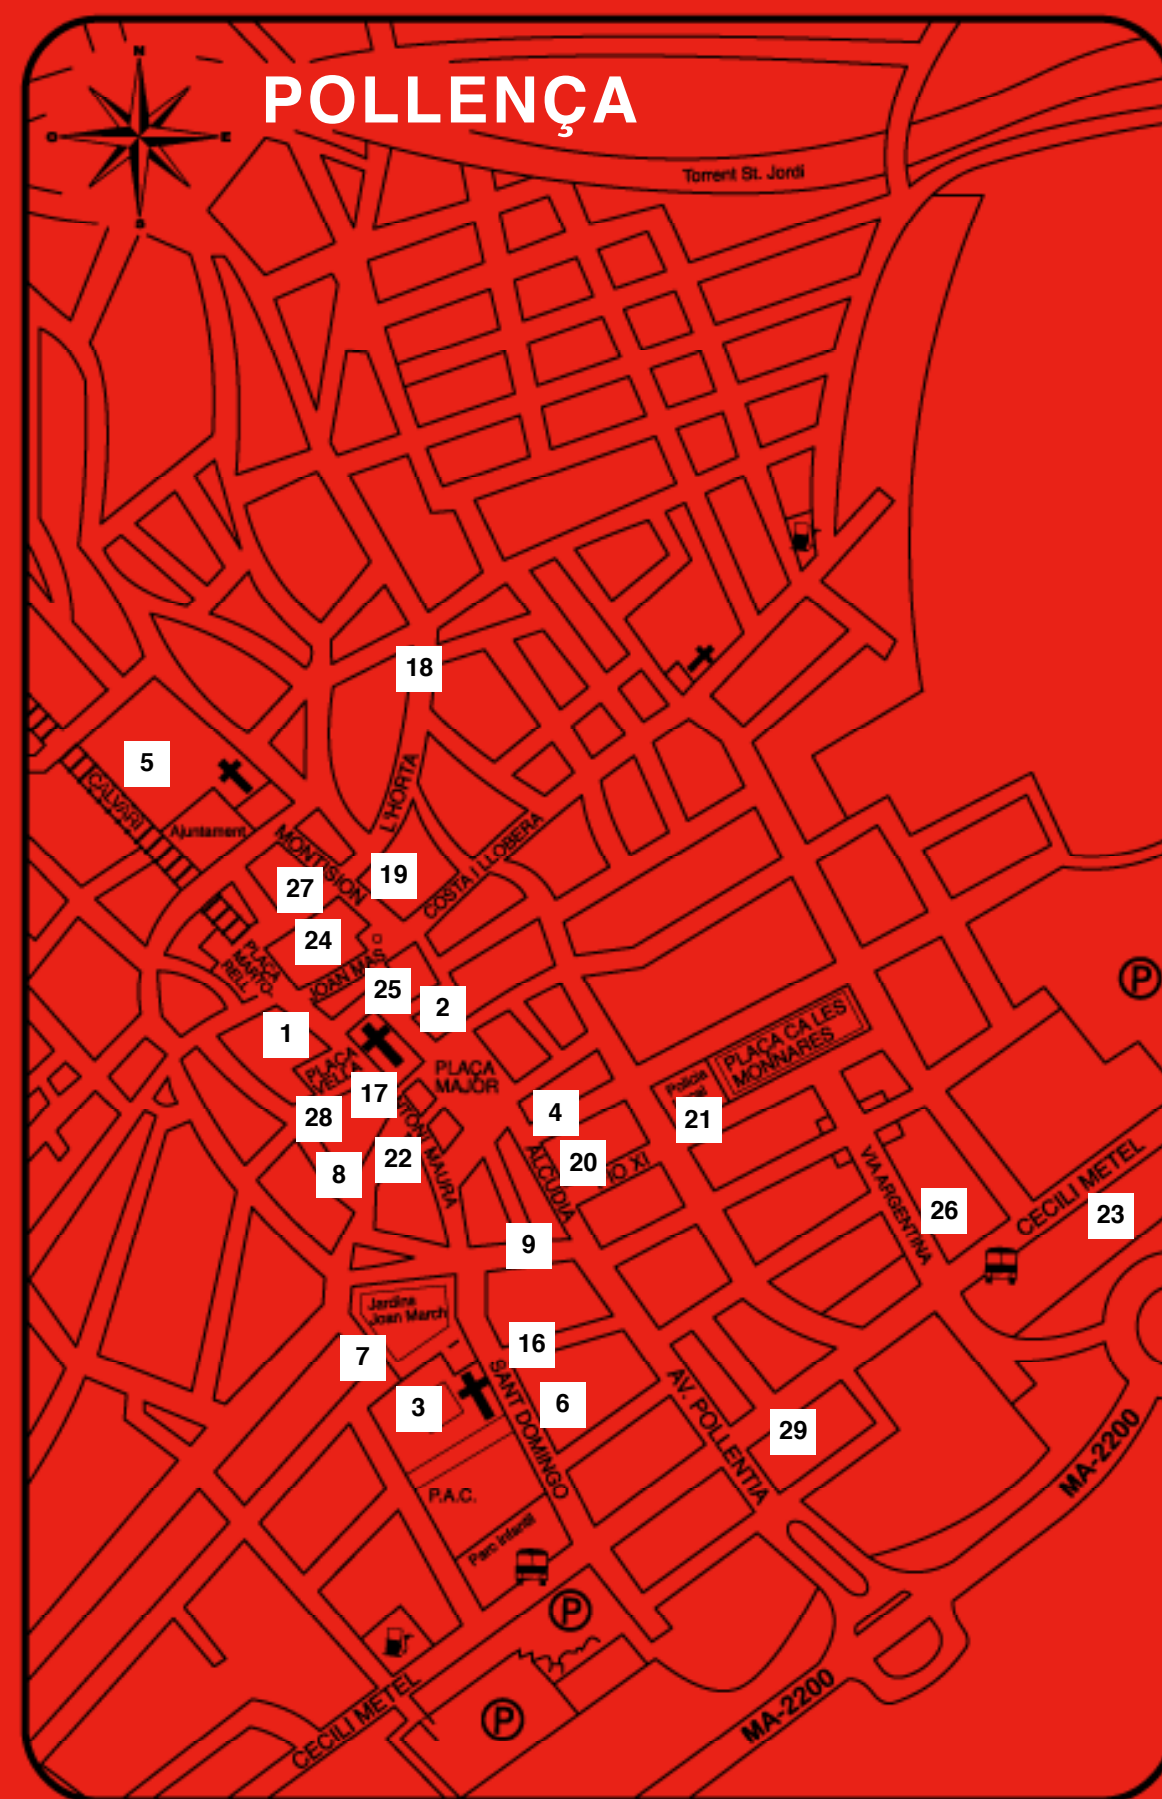 N
POLLENÇA
O
E
Torrent St. Jordi
S
18
5
L'HORTA
CALVARI
Ajuntament
MONTISION
COSTA I LLOBERA
19
27
24
PLAÇA
MARTO-
RELL
JOAN MAS
25
2
P
1
PLAÇA CA LES
MONNARES
PLAÇA
VELLA
PLAÇA
MAJOR
Policia
17
28
4
21
22
8
MAURA
ALCUDIA
20
XI
VIA ARGENTINA
26
CECILI METEL
23
9
Jardins
Joan March
16
7
3
SANT DOMINGO
6
AV. POLLENTIA
29
MA-2200
P.A.C.
Parc Infantil
P
P
CECILI METEL
MA-2200